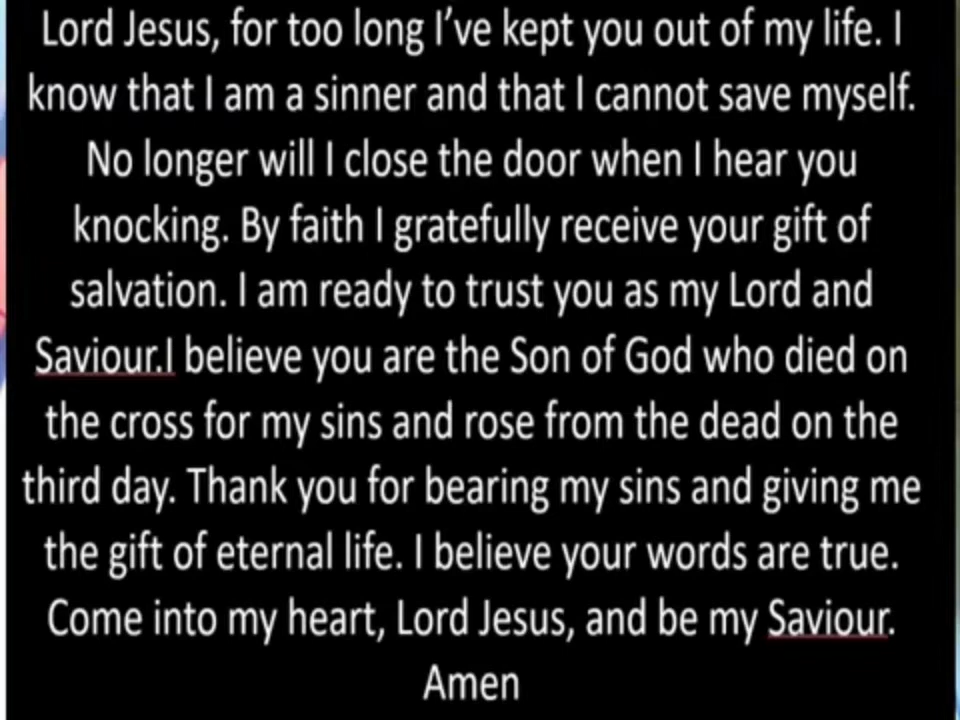 Lord Jesus, for too long I’ve kept you out of my life. I
know that I am a sinner and that I cannot save myself.
No longer will I close the door when I hear you
knocking. By faith I gratefully receive your gift of
salvation. I am ready to trust you as my Lord and
Saviour.I believe you are the Son of God who died on
the cross for my sins and rose from the dead on the
third day. Thank you for bearing my sins and giving me
the gift of eternal life. I believe your words are true.
Come into my heart, Lord Jesus, and be my Saviour.
Amen